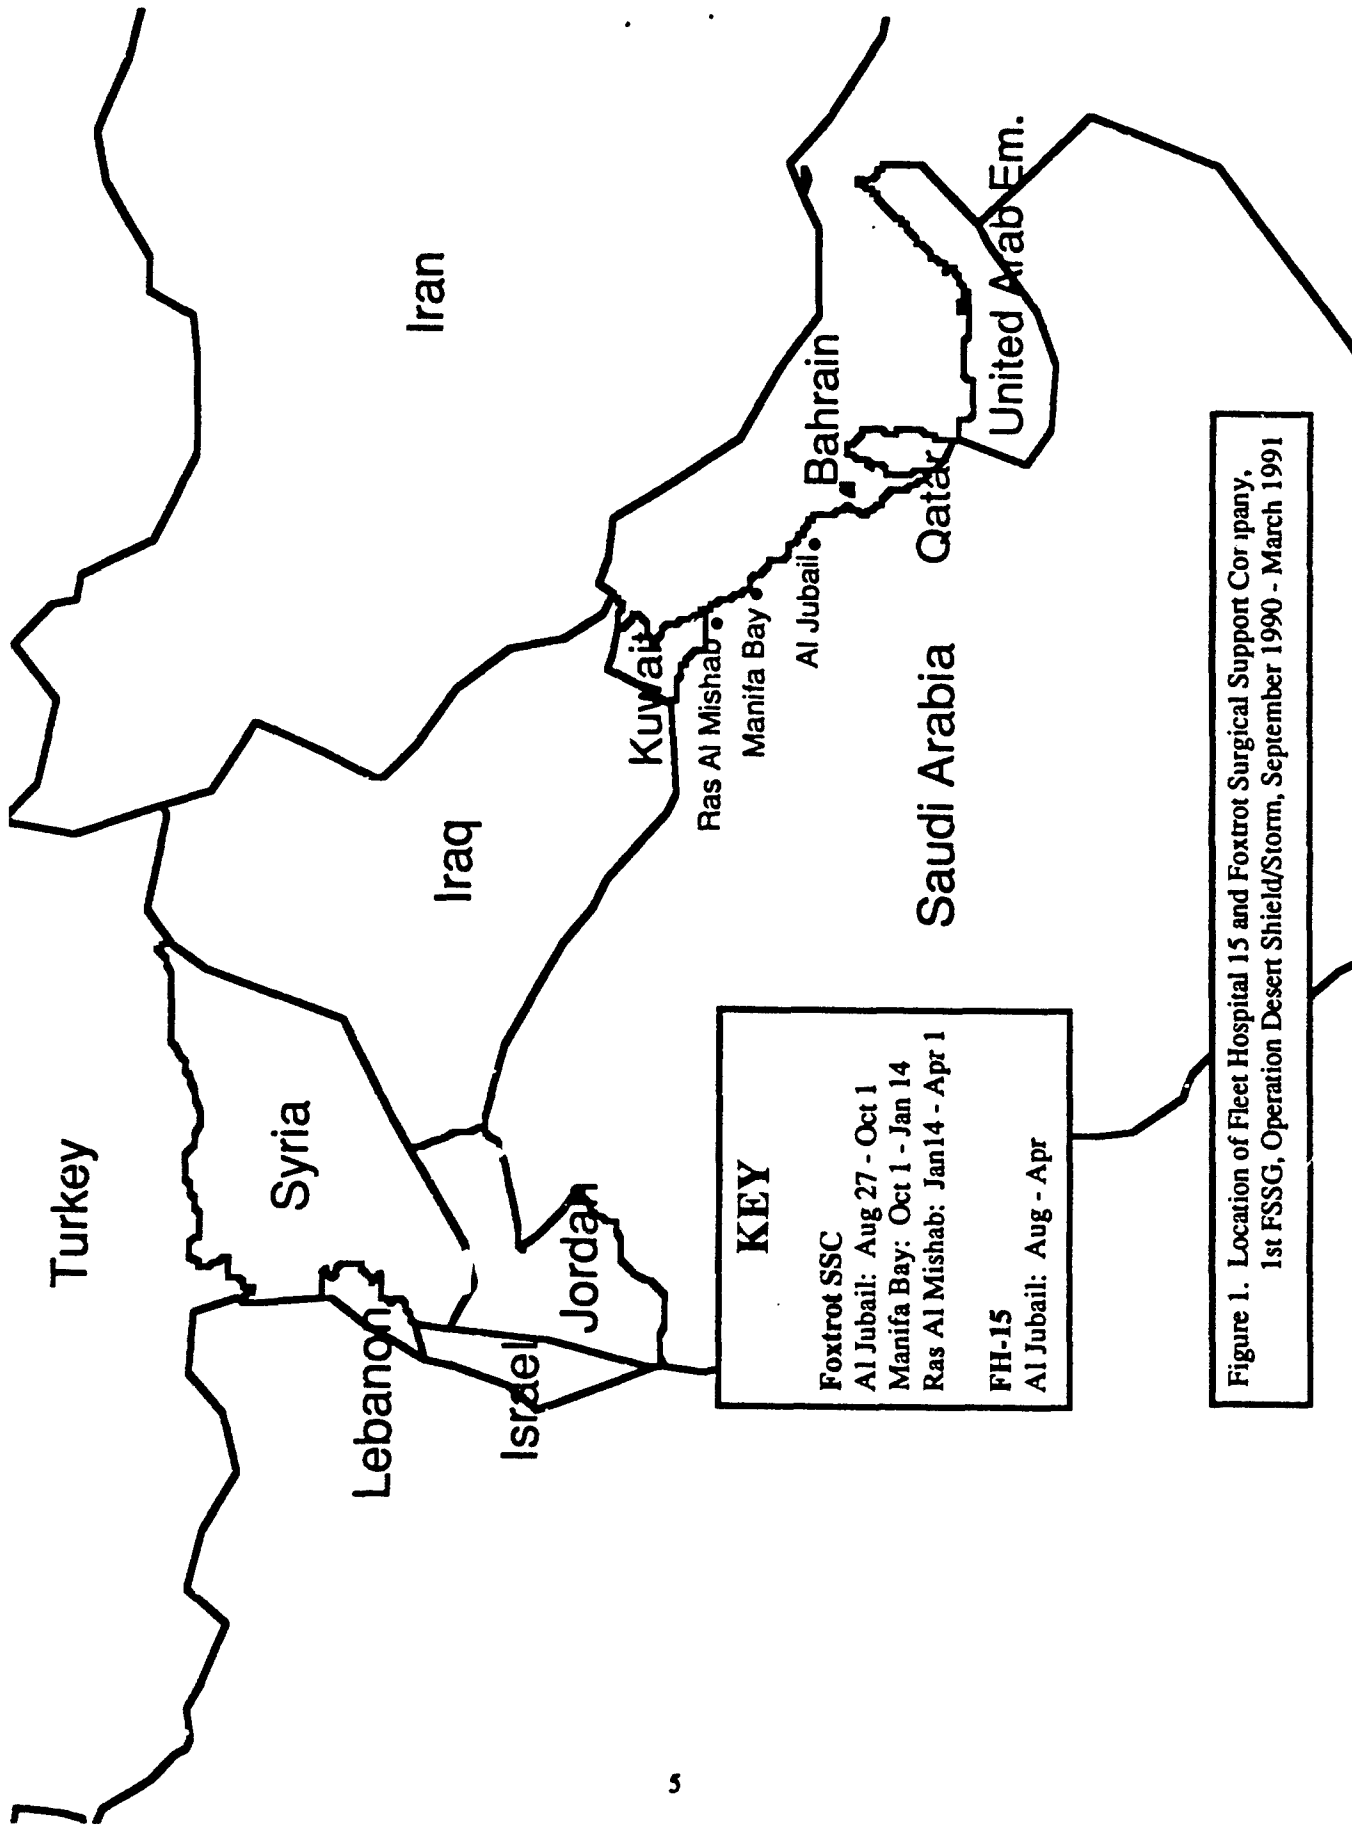 Turkey
Syria
Lebanon
Israel
Jordan
Iraq
Iran
Kuwait
Ras Al Mishab
Manifa Bay
Al Jubail
Bahrain
Qatar
United Arab Em.
Saudi Arabia
KEY
Foxtrot SSC
Al Jubail: Aug 27 - Oct 1
Manifa Bay: Oct 1 - Jan 14
Ras Al Mishab: Jan14 - Apr 1
FH-15
Al Jubail: Aug - Apr
Figure 1. Location of Fleet Hospital 15 and Foxtrot Surgical Support Company,
1st FSSG, Operation Desert Shield/Storm, September 1990 - March 1991
5